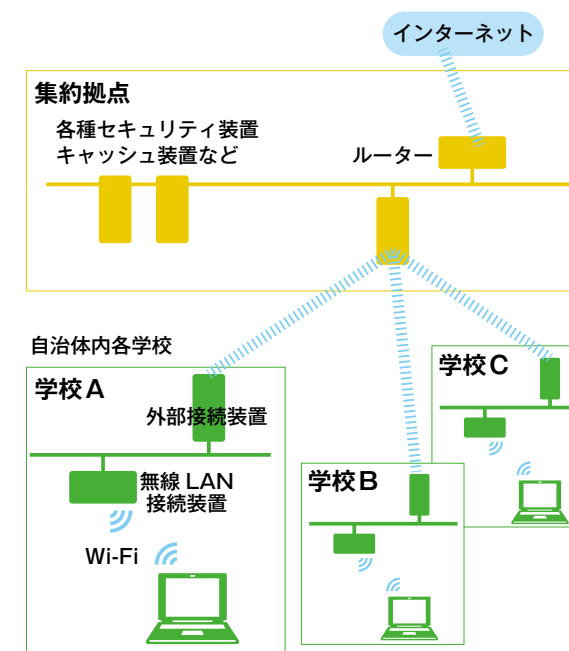 インターネット
集約拠点
各種セキュリティ装置
キャッシュ装置など
ルーター
自治体内各学校
学校A
外部接続装置
無線 LAN
接続装置
Wi-Fi
学校B
学校C